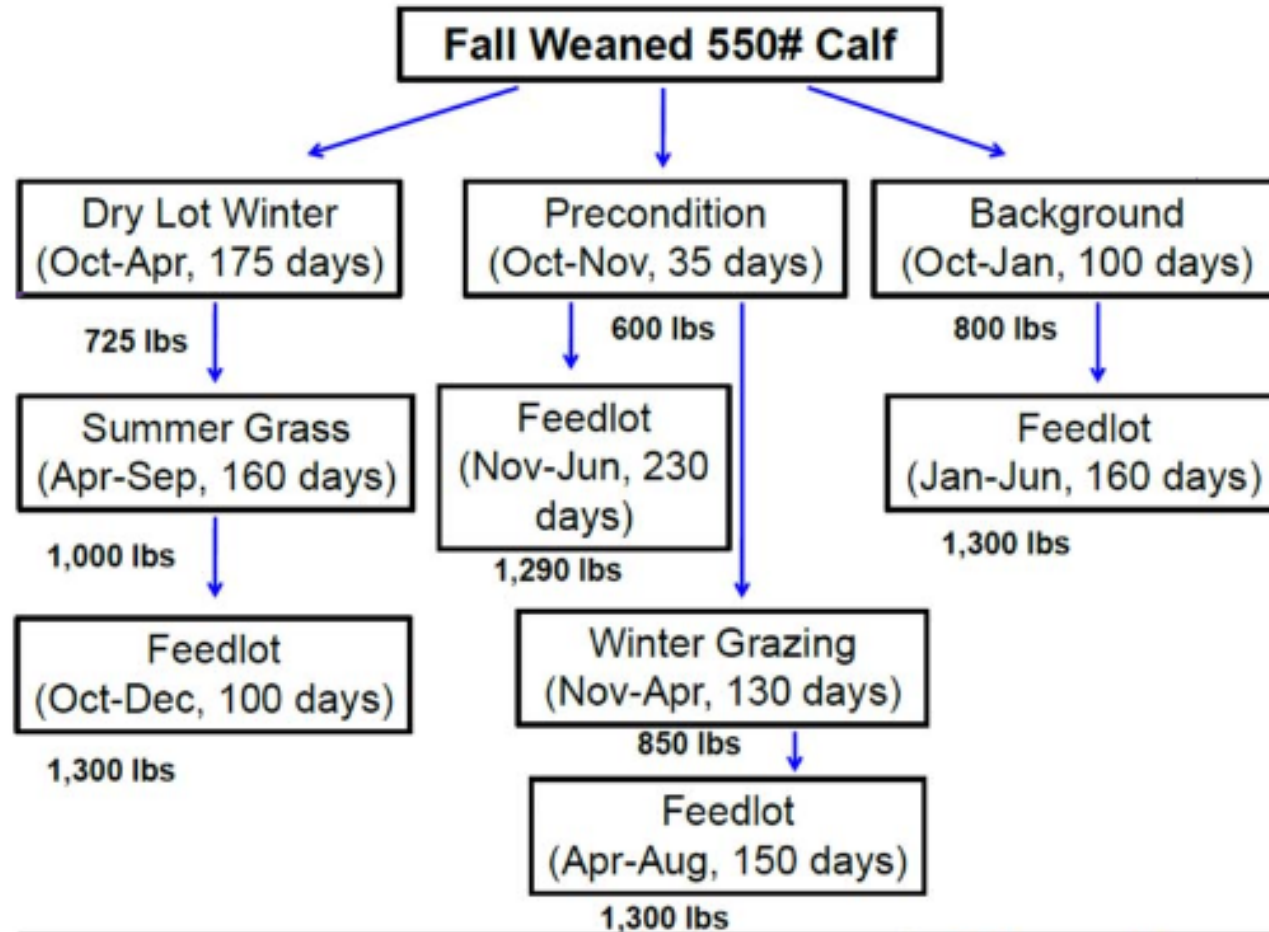 Fall Weaned 550# Calf
Dry Lot Winter
(Oct-Apr, 175 days)
725 lbs
Summer Grass
(Apr-Sep, 160 days)
1,000 lbs
Feedlot
(Oct-Dec, 100 days)
1,300 lbs
Precondition
(Oct-Nov, 35 days)
600 lbs
Feedlot
(Nov-Jun, 230
days)
1,290 lbs
Winter Grazing
(Nov-Apr, 130 days)
850 lbs
Feedlot
(Apr-Aug, 150 days)
1,300 lbs
Background
(Oct-Jan, 100 days)
800 lbs
Feedlot
(Jan-Jun, 160 days)
1,300 lbs